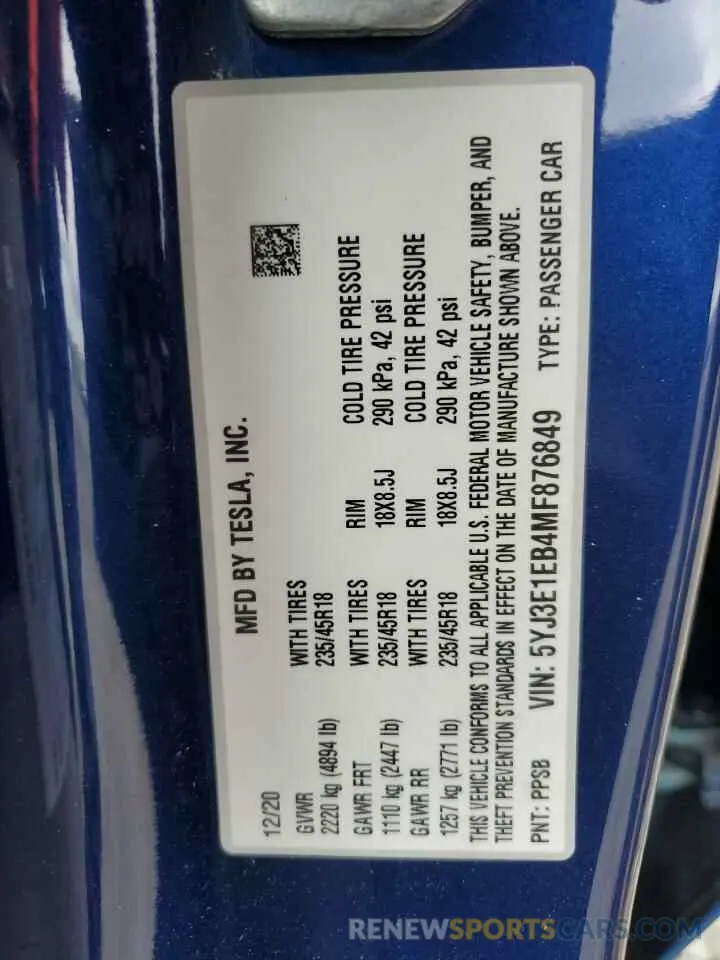 MFD BY TESLA, INC.
12/20
GVWR WITH TIRES
2220 kg (4894 lb) 235/45R18
GAWR FRT WITH TIRES RIM COLD TIRE PRESSURE
1110 kg (2447 lb) 235/45R18 18X8.5J 290 kPa, 42 psi
GAWR RR WITH TIRES RIM COLD TIRE PRESSURE
1257 kg (2771 lb) 235/45R18 18X8.5J 290 kPa, 42 psi
THIS VEHICLE CONFORMS TO ALL APPLICABLE U.S. FEDERAL MOTOR VEHICLE SAFETY, BUMPER, AND
THEFT PREVENTION STANDARDS IN EFFECT ON THE DATE OF MANUFACTURE SHOWN ABOVE.
PNT: PPSB VIN: 5YJ3E1EB4MF876849 TYPE: PASSENGER CAR
RENEWSPORTSCARS.COM